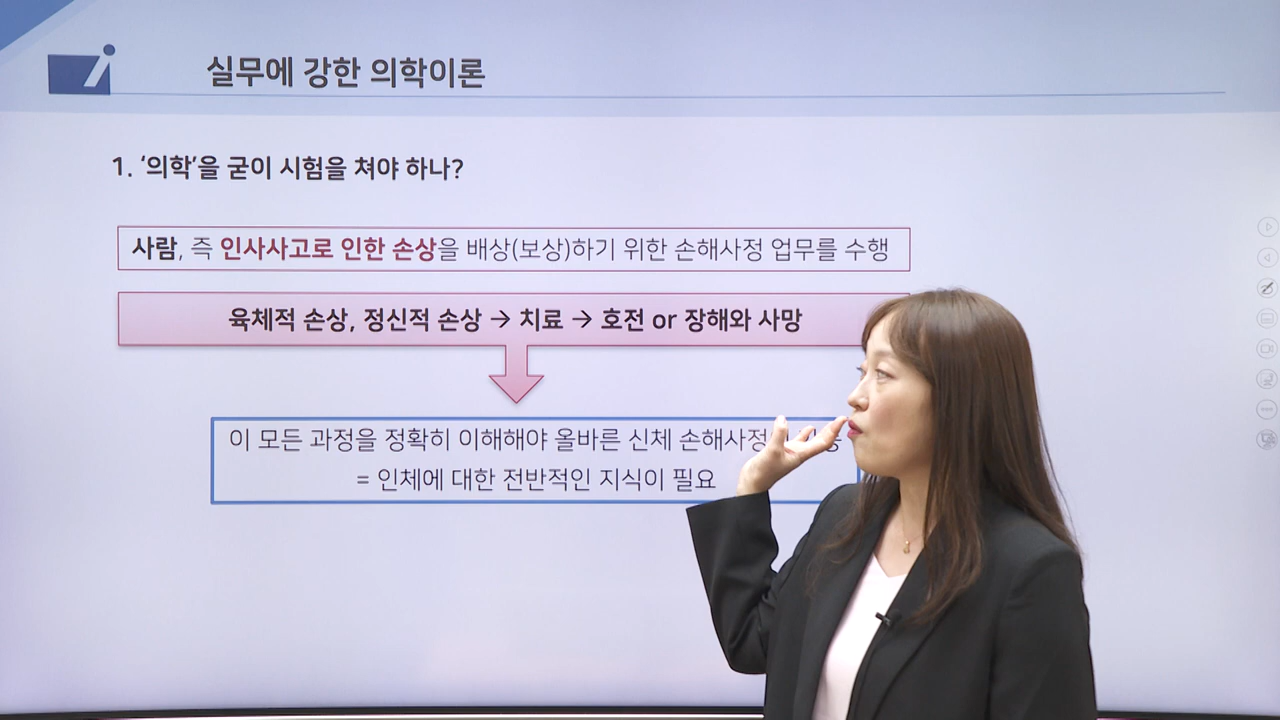 실무에 강한 의학이론
1. ‘의학’을 굳이 시험을 쳐야 하나?
사람, 즉 인사사고로 인한 손상을 배상(보상)하기 위한 손해사정 업무를 수행
육체적 손상, 정신적 손상 → 치료 → 호전 or 장해와 사망
이 모든 과정을 정확히 이해해야 올바른 신체 손해사정
= 인체에 대한 전반적인 지식이 필요